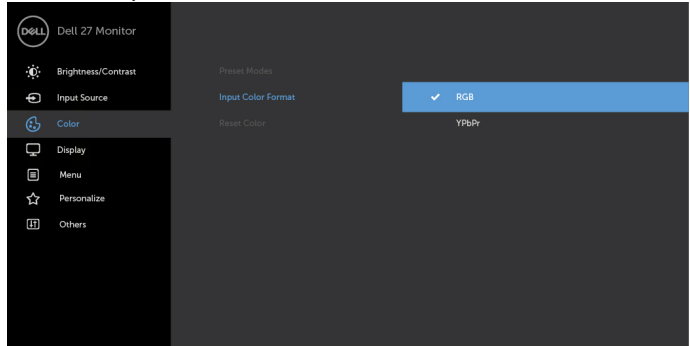 DELL Dell 27 Monitor
Brightness/Contrast
Input Source
Color
Display
Menu
Personalize
Others
Preset Modes
Input Color Format
Reset Color
RGB
YPbPr